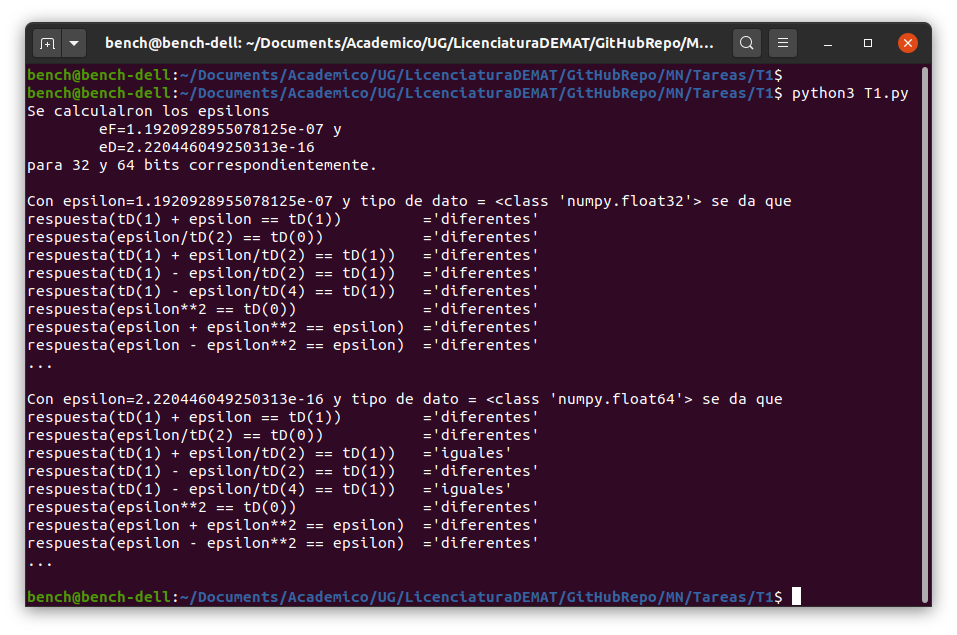 bench@bench-dell: ~/Documents/Academico/UG/LicenciaturaDEMAT/GitHubRepo/M...
bench@bench-dell:~/Documents/Academico/UG/LicenciaturaDEMAT/GitHubRepo/MN/Tareas/T1$
bench@bench-dell:~/Documents/Academico/UG/LicenciaturaDEMAT/GitHubRepo/MN/Tareas/T1$ python3 T1.py
Se calculalron los epsilons
        eF=1.1920928955078125e-07 y
        eD=2.220446049250313e-16
para 32 y 64 bits correspondientemente.

Con epsilon=1.1920928955078125e-07 y tipo de dato = <class 'numpy.float32'> se da que
respuesta(tD(1) + epsilon == tD(1))         ='diferentes'
respuesta(epsilon/tD(2) == tD(0))           ='diferentes'
respuesta(tD(1) + epsilon/tD(2) == tD(1))   ='diferentes'
respuesta(tD(1) - epsilon/tD(2) == tD(1))   ='diferentes'
respuesta(tD(1) - epsilon/tD(4) == tD(1))   ='diferentes'
respuesta(epsilon**2 == tD(0))              ='diferentes'
respuesta(epsilon + epsilon**2 == epsilon)  ='diferentes'
respuesta(epsilon - epsilon**2 == epsilon)  ='diferentes'
...

Con epsilon=2.220446049250313e-16 y tipo de dato = <class 'numpy.float64'> se da que
respuesta(tD(1) + epsilon == tD(1))         ='diferentes'
respuesta(epsilon/tD(2) == tD(0))           ='diferentes'
respuesta(tD(1) + epsilon/tD(2) == tD(1))   ='iguales'
respuesta(tD(1) - epsilon/tD(2) == tD(1))   ='diferentes'
respuesta(tD(1) - epsilon/tD(4) == tD(1))   ='iguales'
respuesta(epsilon**2 == tD(0))              ='diferentes'
respuesta(epsilon + epsilon**2 == epsilon)  ='diferentes'
respuesta(epsilon - epsilon**2 == epsilon)  ='diferentes'
...

bench@bench-dell:~/Documents/Academico/UG/LicenciaturaDEMAT/GitHubRepo/MN/Tareas/T1$